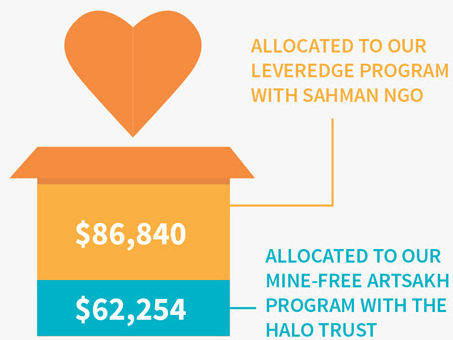 ALLOCATED TO OUR
LEVEREDGE PROGRAM
WITH SAHMAN NGO
$86,840
$62,254
ALLOCATED TO OUR
MINE-FREE ARTSAKH
PROGRAM WITH THE
HALO TRUST